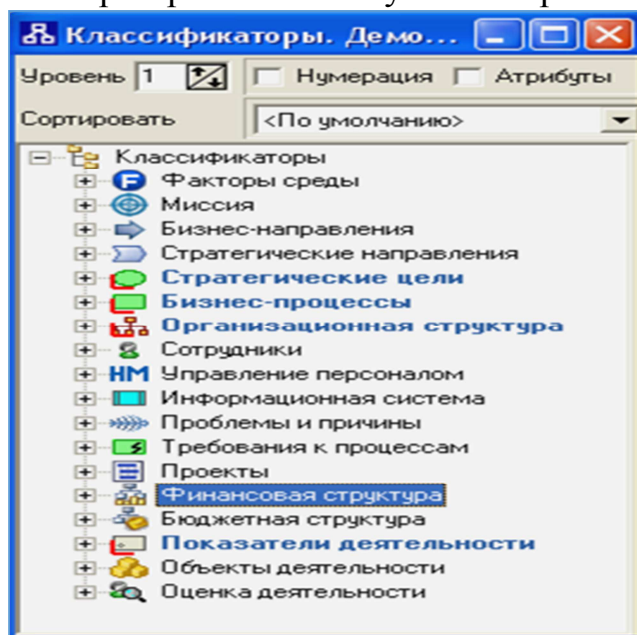 Классификаторы. Демо...
Уровень 1 Нумерация Атрибуты
Сортировать <По умолчанию>
Классификаторы
F Факторы среды
Миссия
Бизнес-направления
Стратегические направления
Стратегические цели
Бизнес-процессы
Организационная структура
Сотрудники
НМ Управление персоналом
Информационная система
Проблемы и причины
Требования к процессам
Проекты
Финансовая структура
Бюджетная структура
Показатели деятельности
Объекты деятельности
Оценка деятельности